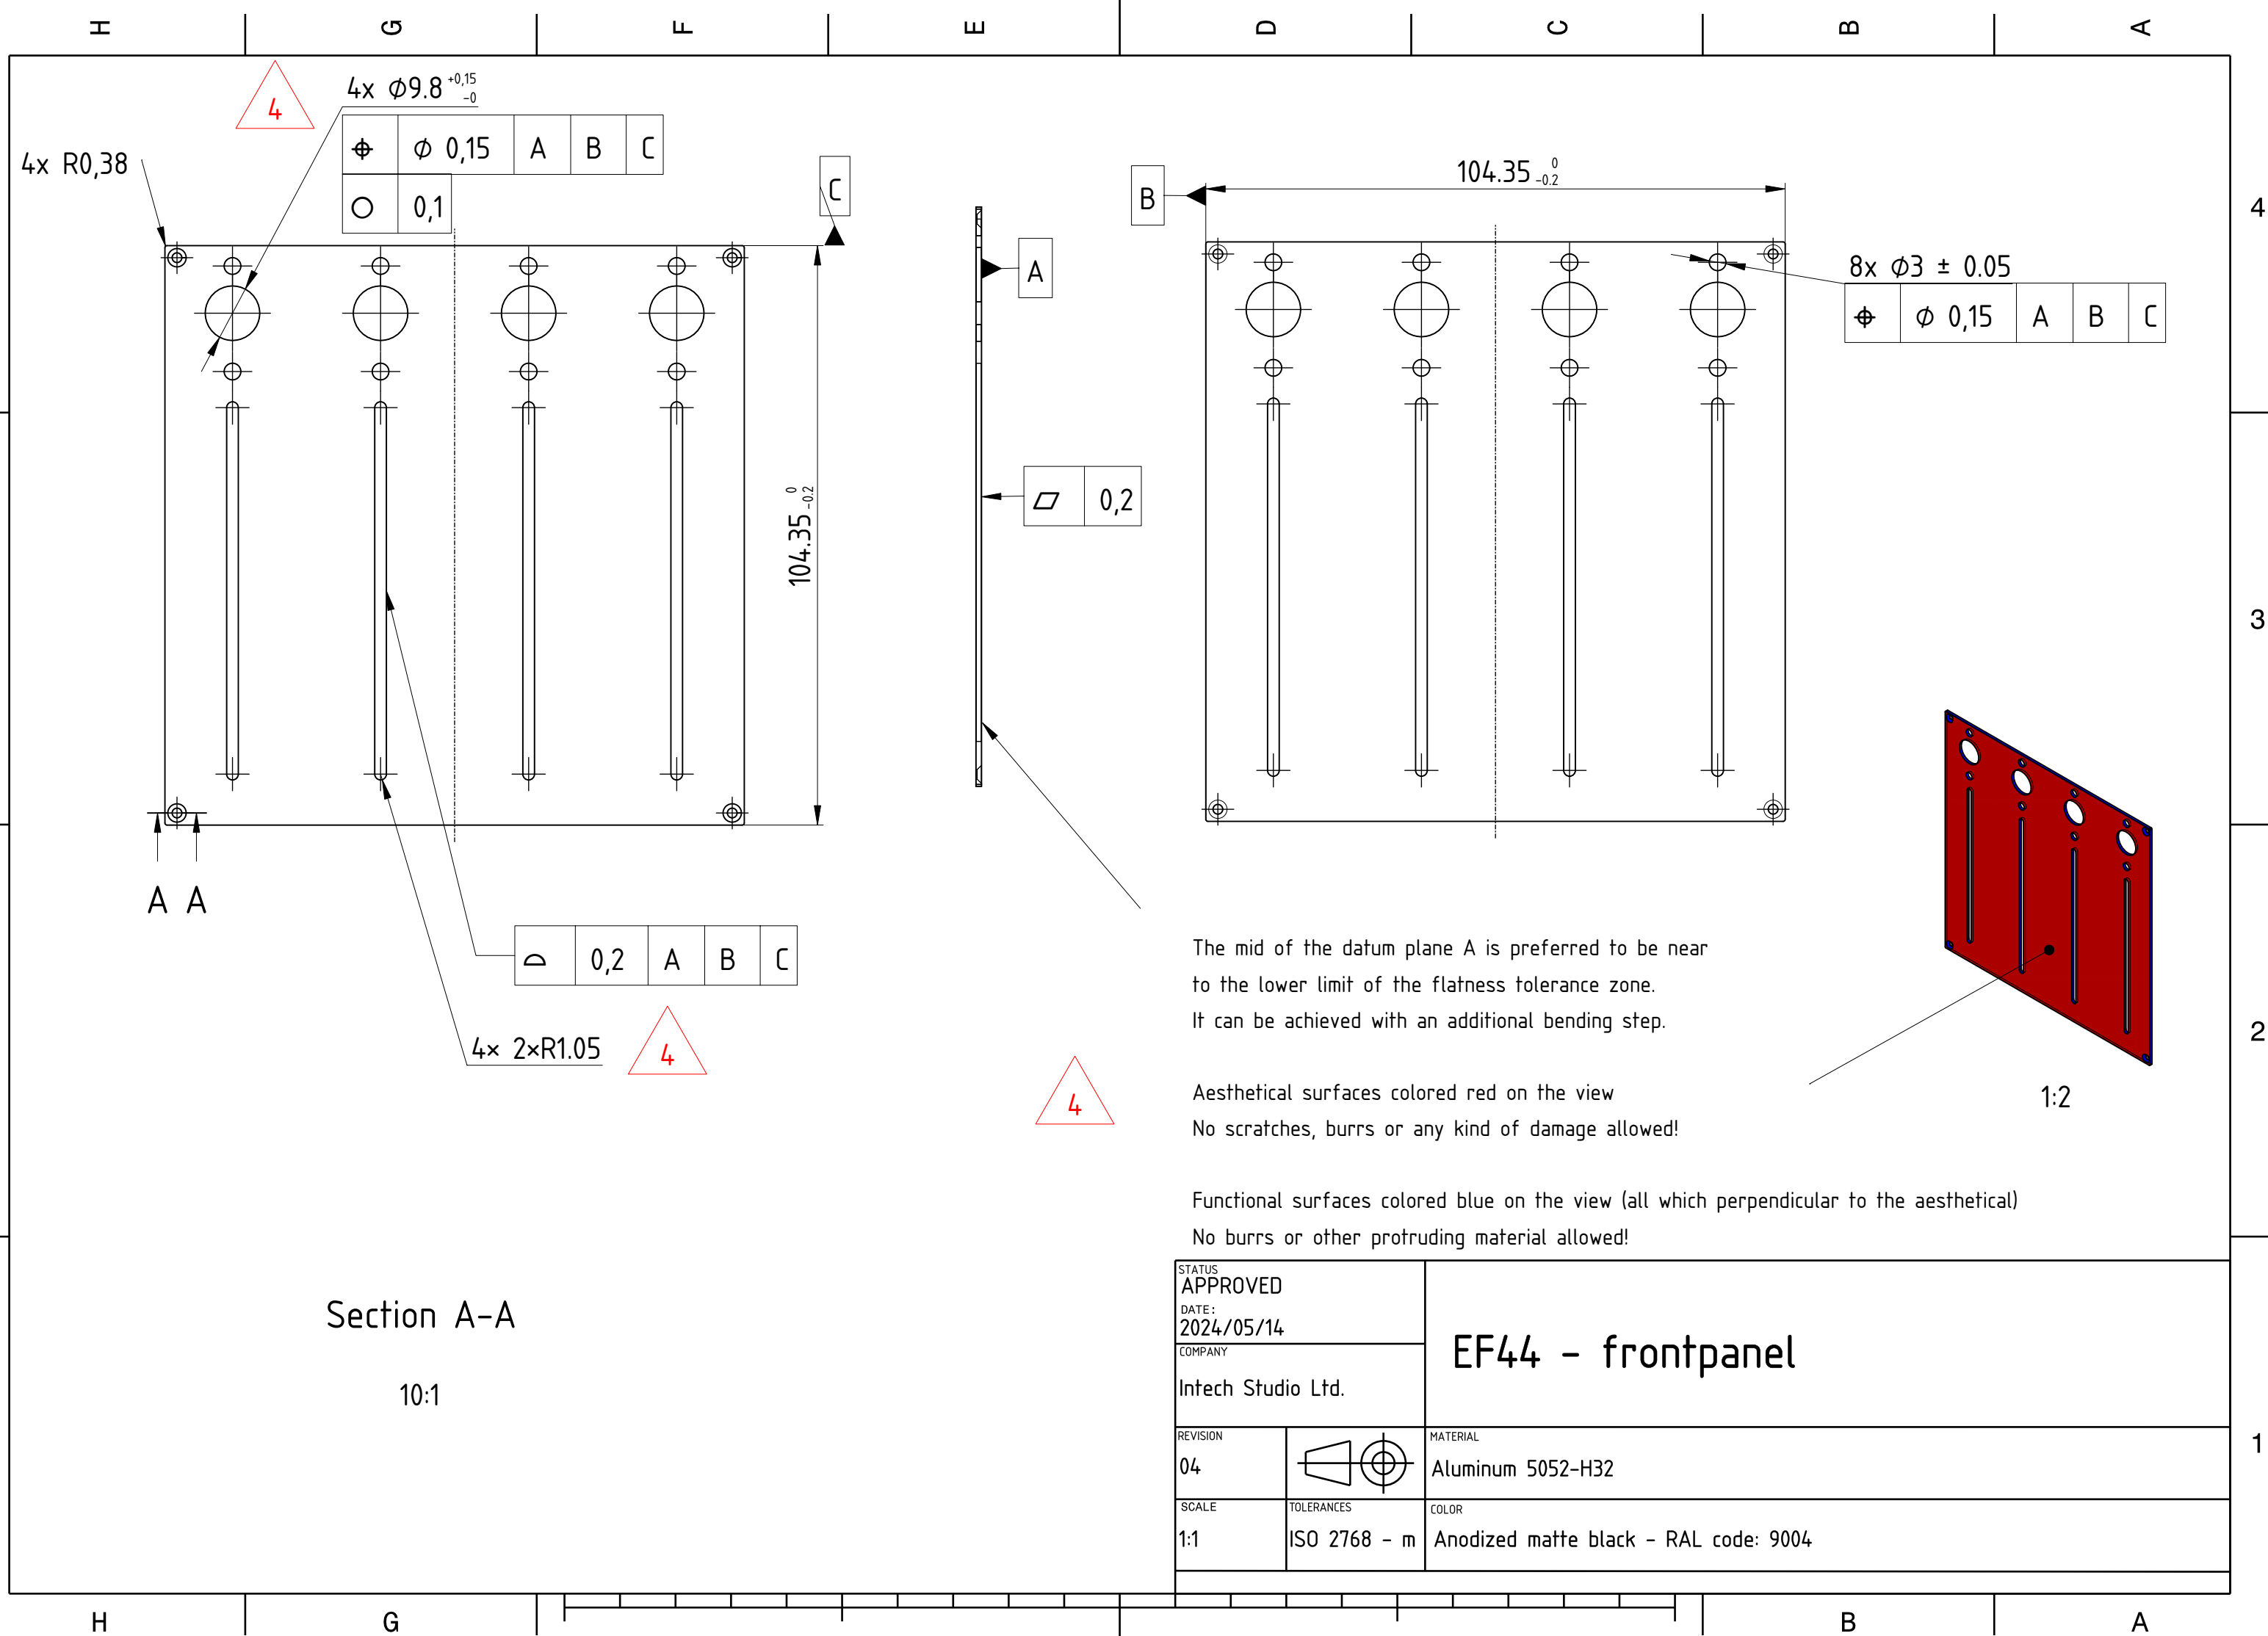 H G F E D C B A
4
4x Ø9.8 +0,15 -0
⌖ Ø 0,15 A B C
○ 0,1
4x R0,38
C
A
B
104.35 0 -0.2
8x Ø3 ± 0.05
⌖ Ø 0,15 A B C
4
104.35 0 -0.2
⏥ 0,2
3
A A
⌓ 0,2 A B C
4× 2×R1.05
4
The mid of the datum plane A is preferred to be near
to the lower limit of the flatness tolerance zone.
It can be achieved with an additional bending step.
4
Aesthetical surfaces colored red on the view
No scratches, burrs or any kind of damage allowed!
1:2
2
Functional surfaces colored blue on the view (all which perpendicular to the aesthetical)
No burrs or other protruding material allowed!
Section A-A
10:1
STATUS
APPROVED
DATE:
2024/05/14
COMPANY
Intech Studio Ltd.
EF44 - frontpanel
REVISION
04
MATERIAL
Aluminum 5052-H32
SCALE
1:1
TOLERANCES
ISO 2768 - m
COLOR
Anodized matte black - RAL code: 9004
1
H G B A